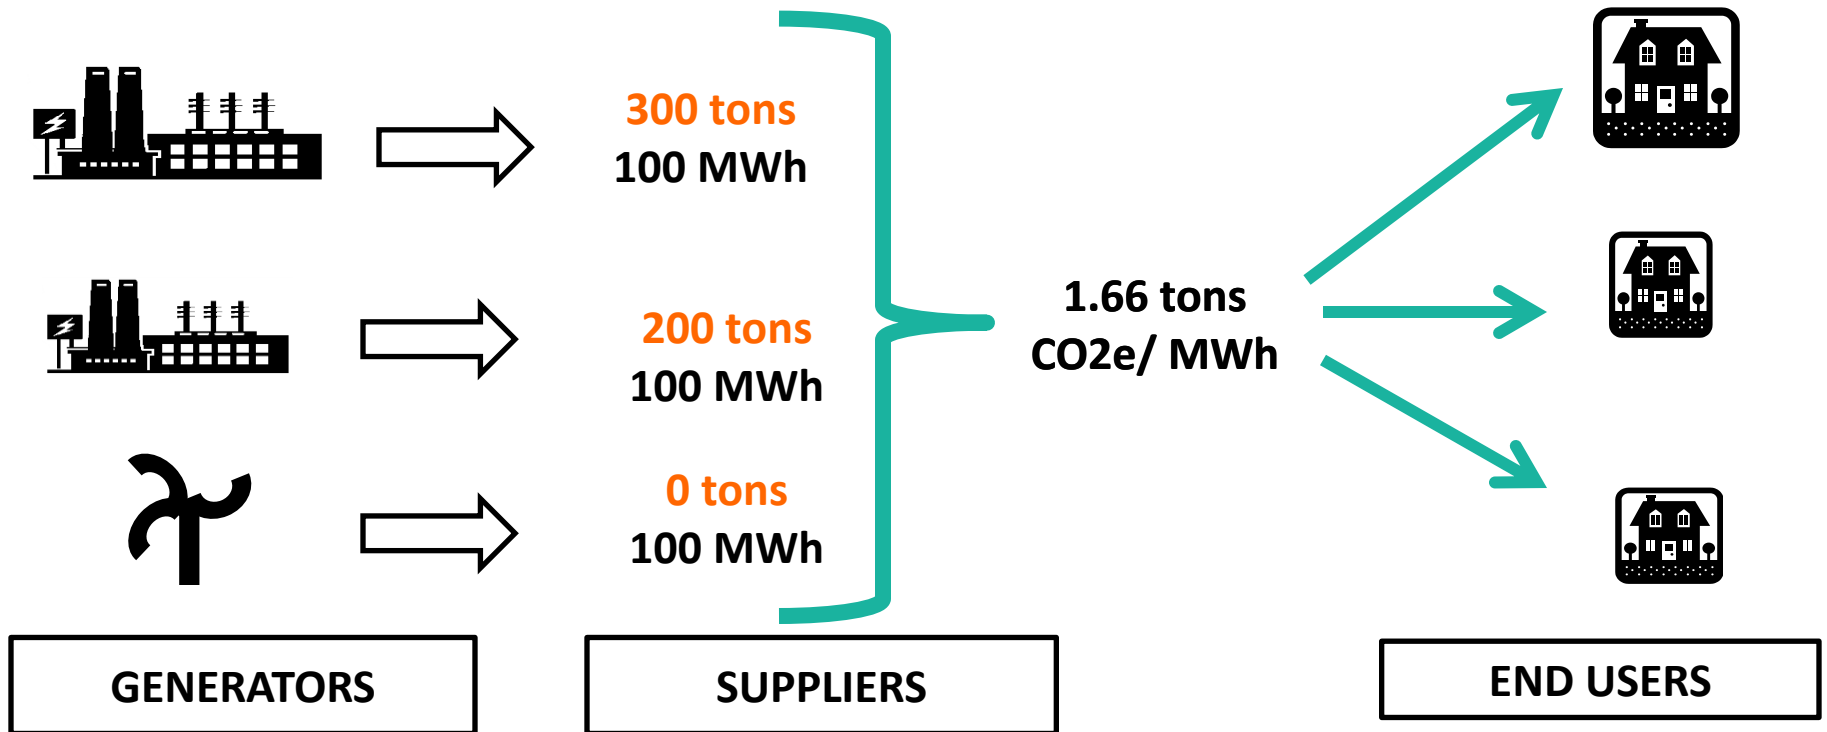 300 tons
100 MWh
200 tons
100 MWh
0 tons
100 MWh
1.66 tons
CO2e/ MWh
GENERATORS
SUPPLIERS
END USERS